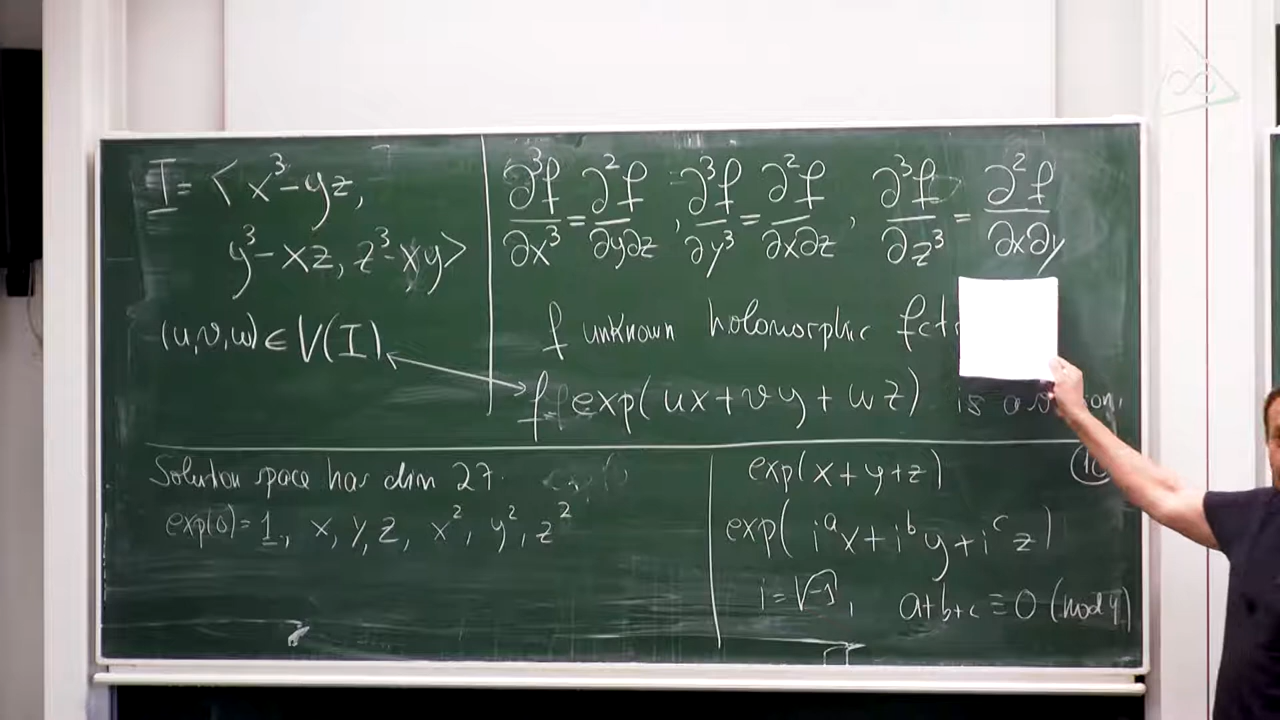 I = ⟨ x³-yz,
y³-xz, z³-xy ⟩
(u,v,w) ∈ V(I)
∂³f/∂x³ = ∂²f/∂y∂z , ∂³f/∂y³ = ∂²f/∂x∂z , ∂³f/∂z³ = ∂²f/∂x∂y
f unknown holomorphic
f exp( ux+vy+wz ) is a
Solution space has dim 27.
exp(0)=1, x, y, z, x², y², z²
exp(x+y+z)
exp( iᵃx+iᵇy+iᶜz )
i=√-1, a+b+c ≡ 0 (mod 4)